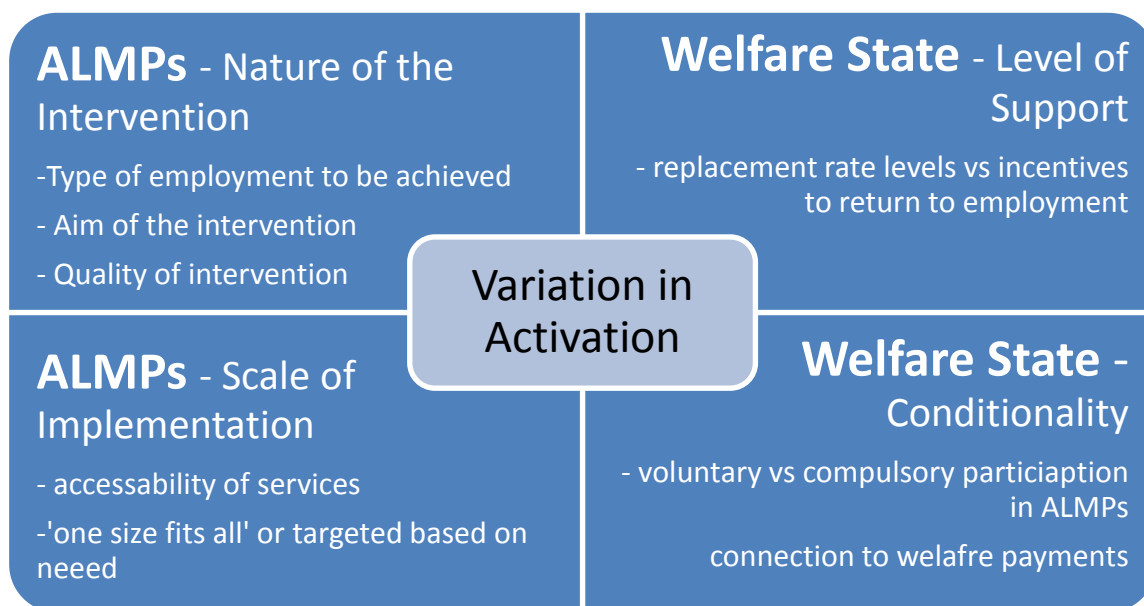 ALMPs - Nature of the
Intervention
-Type of employment to be achieved
- Aim of the intervention
- Quality of intervention
Welfare State - Level of
Support
- replacement rate levels vs incentives
to return to employment
Variation in
Activation
ALMPs - Scale of
Implementation
- accessability of services
-'one size fits all' or targeted based on
neeed
Welfare State -
Conditionality
- voluntary vs compulsory particiaption
in ALMPs
connection to welafre payments